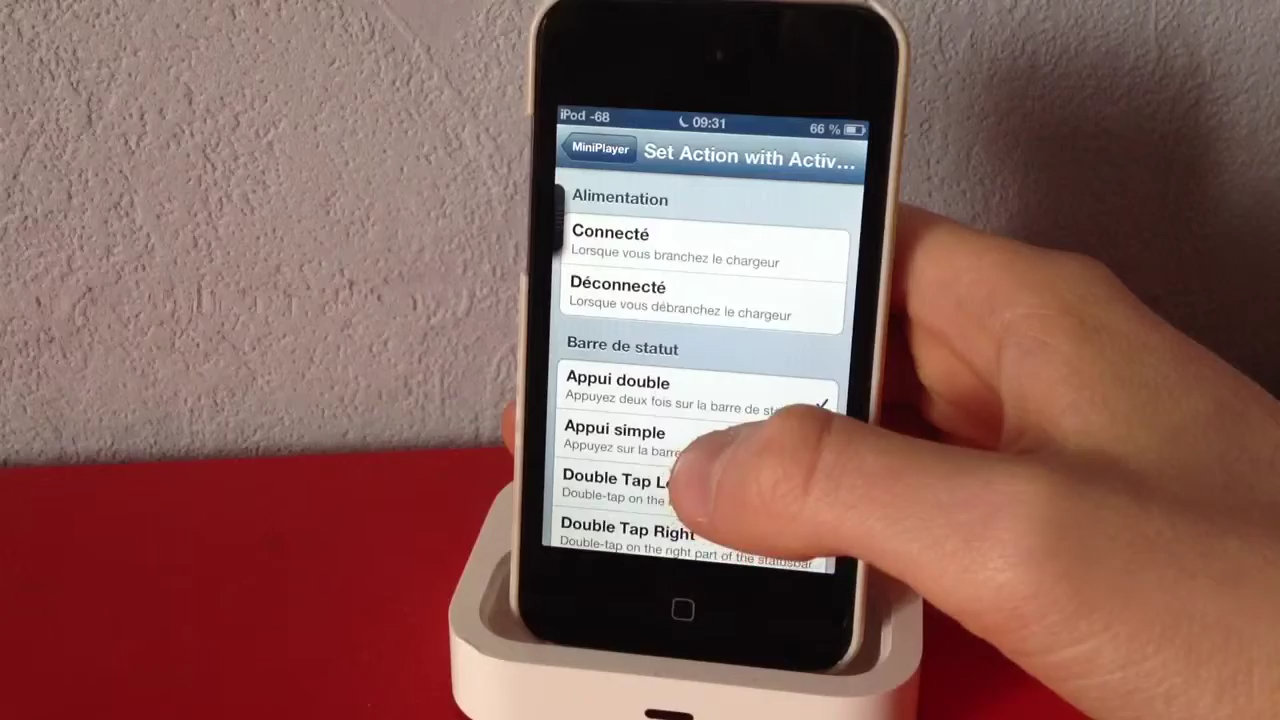 iPod -68 09:31 66 %
MiniPlayer Set Action with Activ…
Alimentation
Connecté
Lorsque vous branchez le chargeur
Déconnecté
Lorsque vous débranchez le chargeur
Barre de statut
Appui double
Appuyez deux fois sur la barre de
Appui simple
Appuyez sur la barre
Double Tap
Double-tap on the
Double Tap Right
Double-tap on the right part of the statusbar